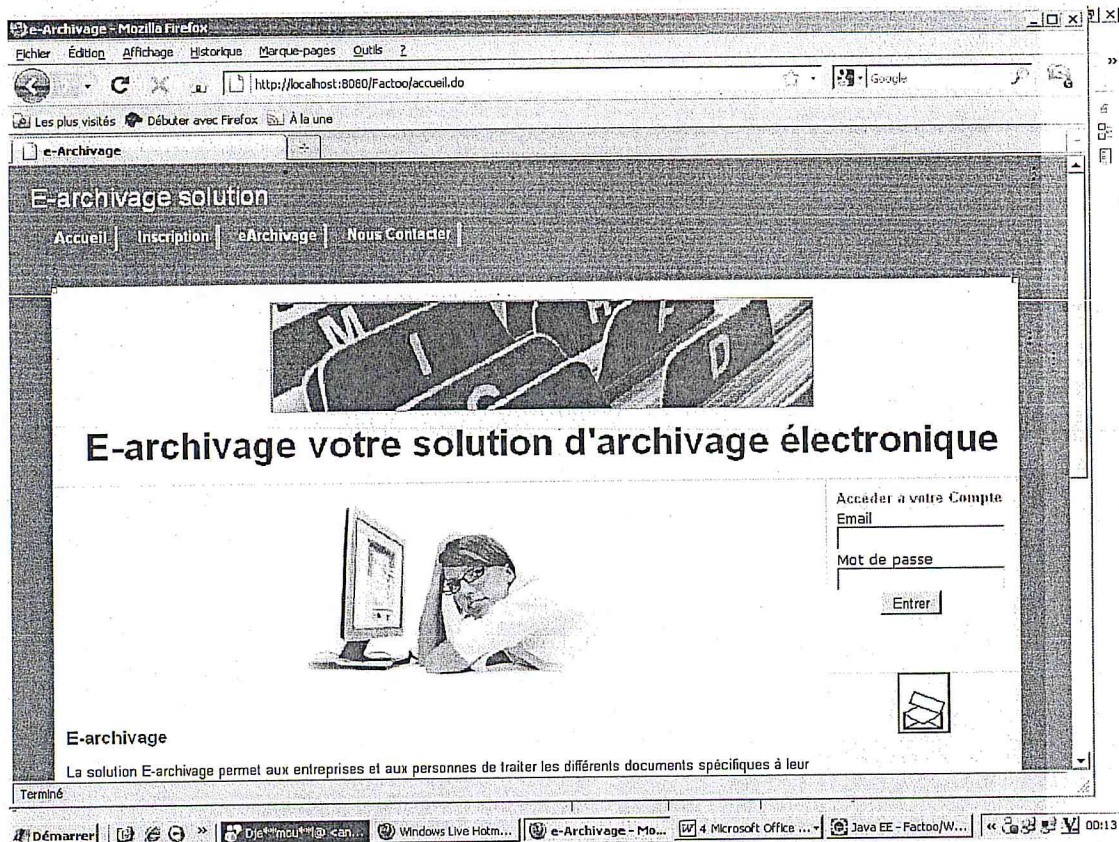 e-Archivage - Mozilla Firefox
Fichier Édition Affichage Historique Marque-pages Outils ?
http://localhost:8080/Factoo/accueil.do
Google
Les plus visités Débuter avec Firefox À la une
e-Archivage
E-archivage solution
Accueil Inscription eArchivage Nous Contacter
M I C H F D
E-archivage votre solution d'archivage électronique
Accéder à votre Compte
Email
Mot de passe
Entrer
E-archivage
La solution E-archivage permet aux entreprises et aux personnes de traiter les différents documents spécifiques à leur
Terminé
Démarrer » Windows Live Hotm... e-Archivage - Mo... 4 Microsoft Office ... Java EE - Factoo/W... « 00:13